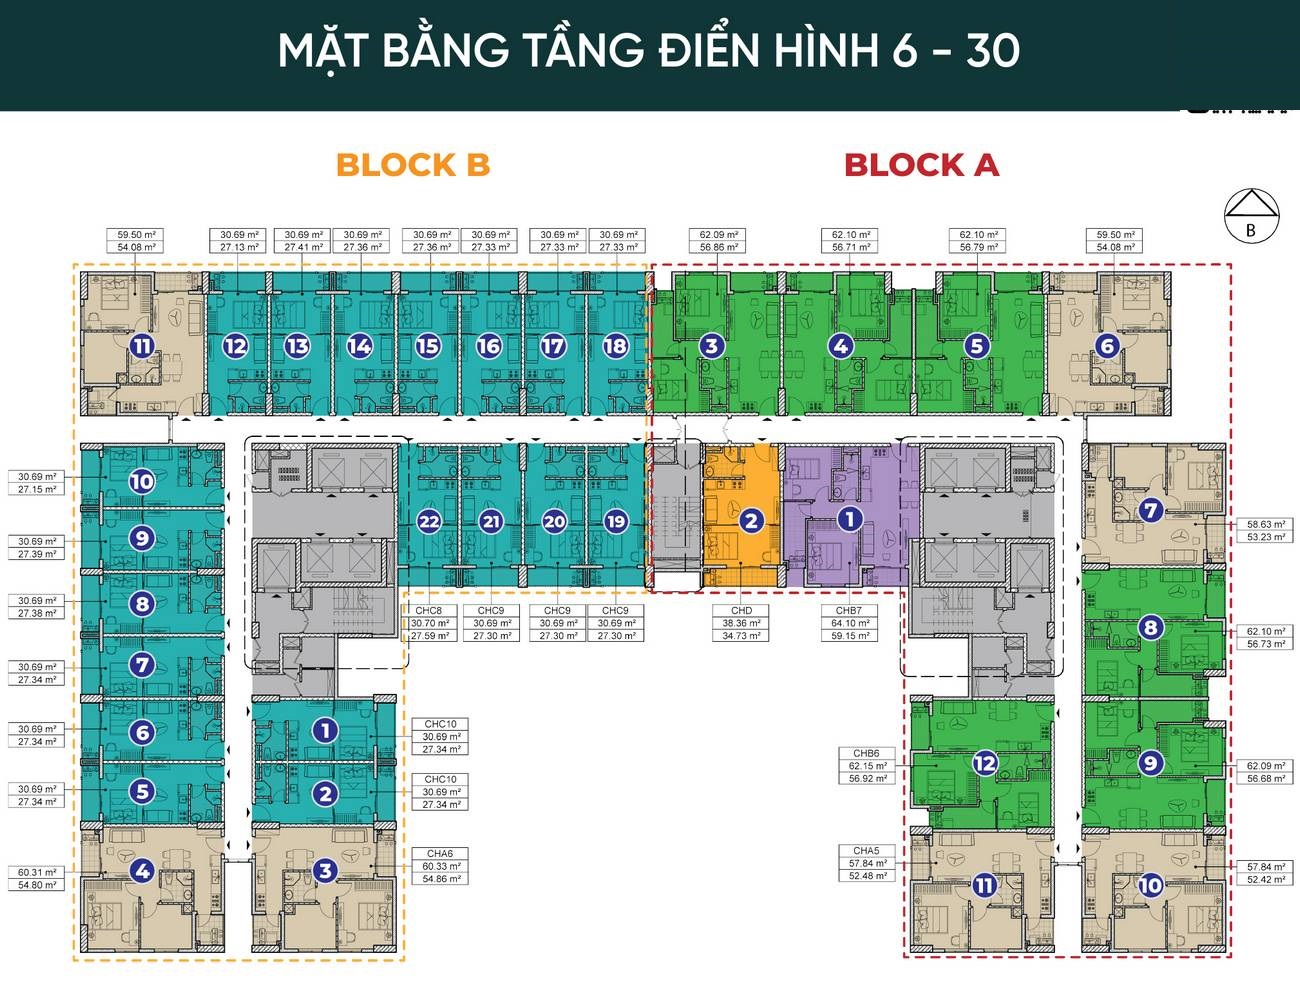 MẶT BẰNG TẦNG ĐIỂN HÌNH 6 - 30
BLOCK B
BLOCK A
B
59.50 m²
54.08 m²
30.69 m²
27.13 m²
30.69 m²
27.41 m²
30.69 m²
27.36 m²
30.69 m²
27.36 m²
30.69 m²
27.33 m²
30.69 m²
27.33 m²
30.69 m²
27.33 m²
62.09 m²
56.86 m²
62.10 m²
56.71 m²
62.10 m²
56.79 m²
59.50 m²
54.08 m²
11
12
13
14
15
16
17
18
3
4
5
6
30.69 m²
27.15 m²
10
30.69 m²
27.39 m²
9
30.69 m²
27.38 m²
8
30.69 m²
27.34 m²
7
30.69 m²
27.34 m²
6
30.69 m²
27.34 m²
5
60.31 m²
54.80 m²
4
22
21
20
19
2
1
7
58.63 m²
53.23 m²
CHC8
30.70 m²
27.59 m²
CHC9
30.69 m²
27.30 m²
CHC9
30.69 m²
27.30 m²
CHC9
30.69 m²
27.30 m²
CHD
38.36 m²
34.73 m²
CHB7
64.10 m²
59.15 m²
8
62.10 m²
56.73 m²
1
CHC10
30.69 m²
27.34 m²
2
CHC10
30.69 m²
27.34 m²
3
CHA6
60.33 m²
54.86 m²
CHB6
62.15 m²
56.92 m²
12
9
62.09 m²
56.68 m²
CHA5
57.84 m²
52.48 m²
11
10
57.84 m²
52.42 m²